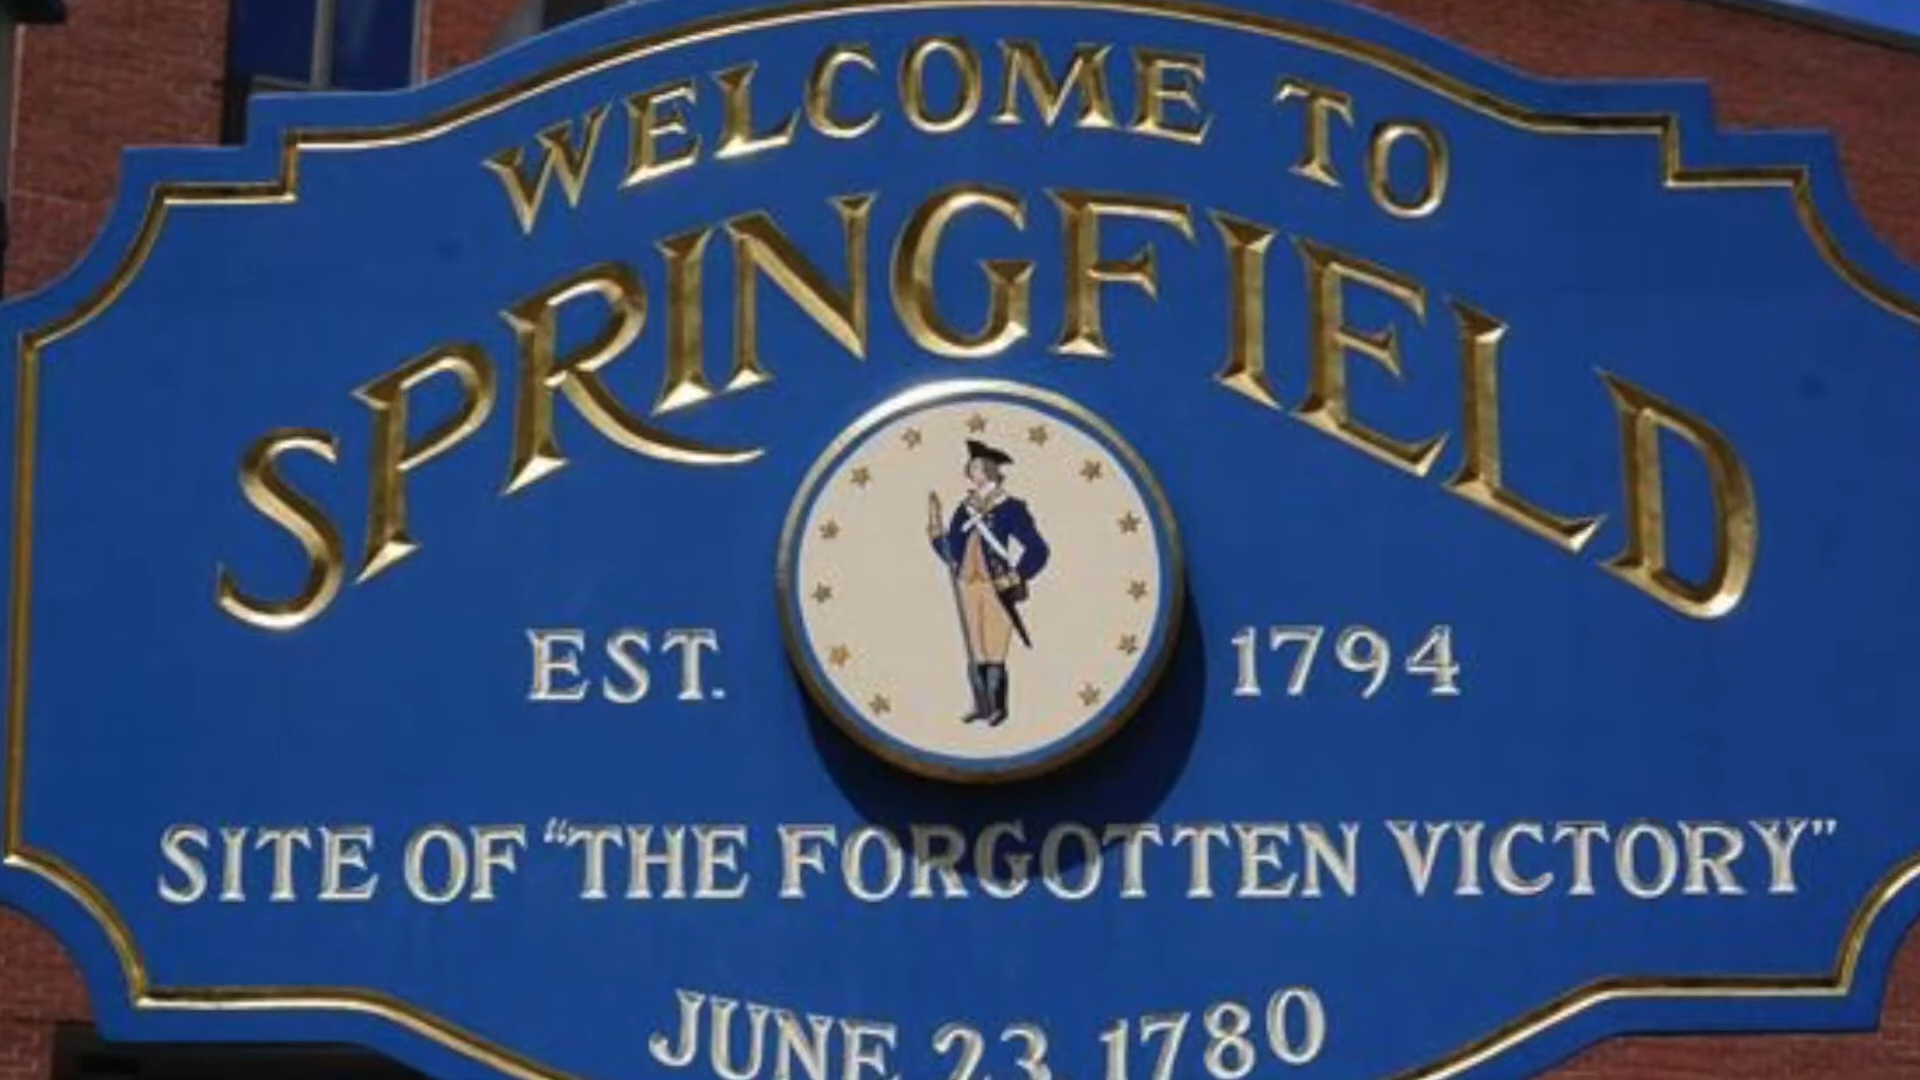 WELCOME TO
SPRINGFIELD
EST. 1794
SITE OF "THE FORGOTTEN VICTORY"
JUNE 23, 1780